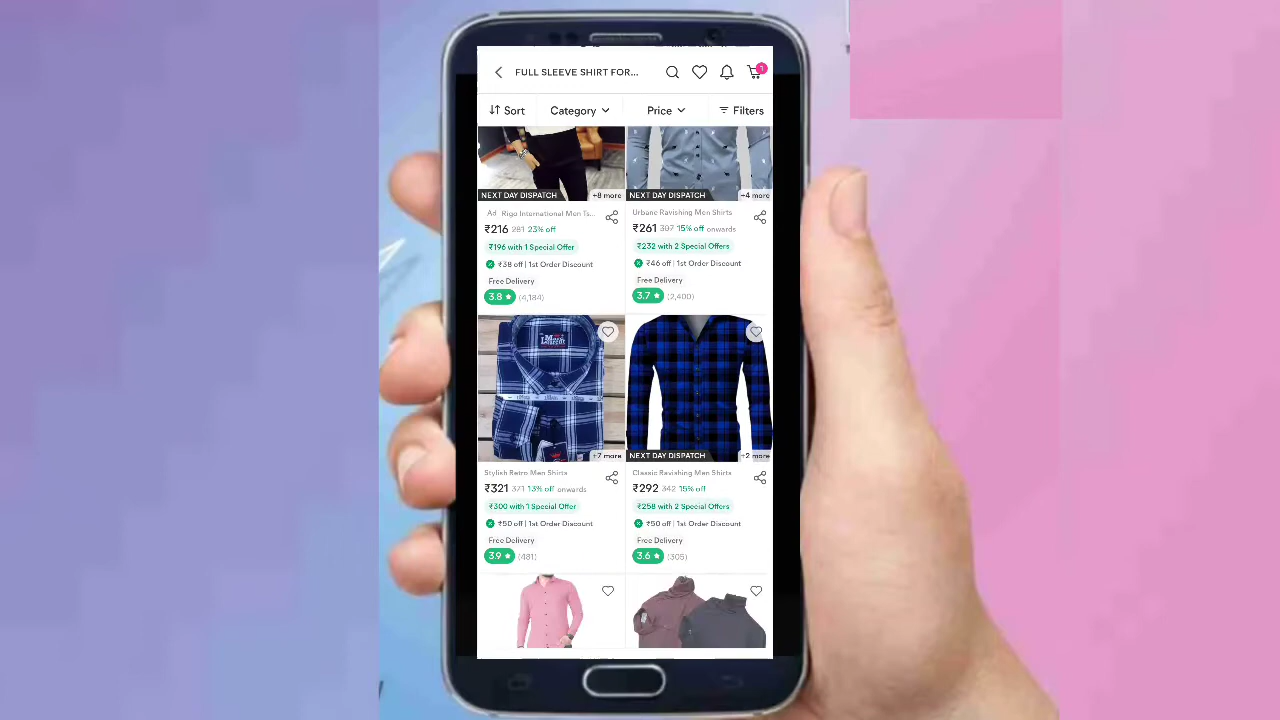 FULL SLEEVE SHIRT FOR...
1
Sort
Category
Price
Filters
NEXT DAY DISPATCH
+8 more
NEXT DAY DISPATCH
+4 more
Ad Rigo International Men Ts...
₹216 281 23% off
₹196 with 1 Special Offer
₹38 off | 1st Order Discount
Free Delivery
3.8 ★ (4,184)
Urbane Ravishing Men Shirts
₹261 307 15% off onwards
₹232 with 2 Special Offers
₹46 off | 1st Order Discount
Free Delivery
3.7 ★ (2,400)
+7 more
NEXT DAY DISPATCH
+2 more
Stylish Retro Men Shirts
₹321 371 13% off onwards
₹300 with 1 Special Offer
₹50 off | 1st Order Discount
Free Delivery
3.9 ★ (481)
Classic Ravishing Men Shirts
₹292 342 15% off
₹258 with 2 Special Offers
₹50 off | 1st Order Discount
Free Delivery
3.6 ★ (305)